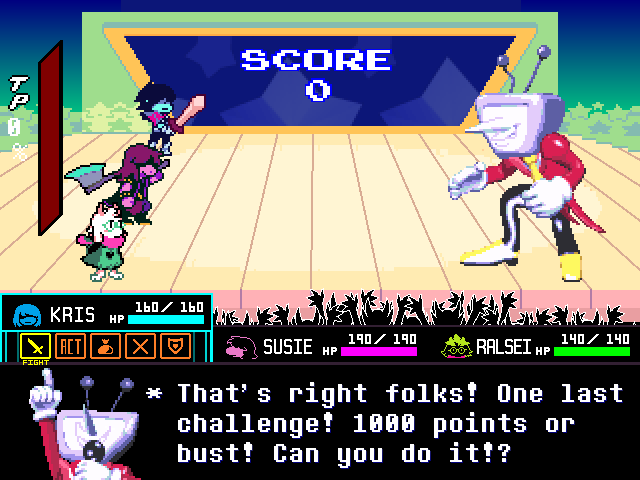 SCORE
0
TP
0
%
KRIS HP 160/ 160
FIGHT
ACT
SUSIE HP 190/ 190
RALSEI HP 140/ 140
* That's right folks! One last
challenge! 1000 points or
bust! Can you do it!?